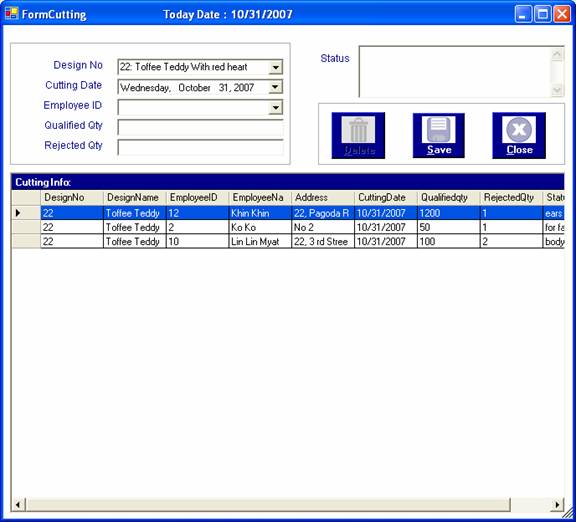 FormCutting Today Date : 10/31/2007
Design No 22: Toffee Teddy With red heart
Cutting Date Wednesday, October 31, 2007
Employee ID
Qualified Qty
Rejected Qty
Status
Delete Save Close
Cutting Info:
DesignNo DesignName EmployeeID EmployeeNa Address CuttingDate Qualifiedqty RejectedQty Statu
22 Toffee Teddy 12 Khin Khin 22, Pagoda R 10/31/2007 1200 1 ears
22 Toffee Teddy 2 Ko Ko No 2 10/31/2007 50 1 for fa
22 Toffee Teddy 10 Lin Lin Myat 22, 3 rd Stree 10/31/2007 100 2 body